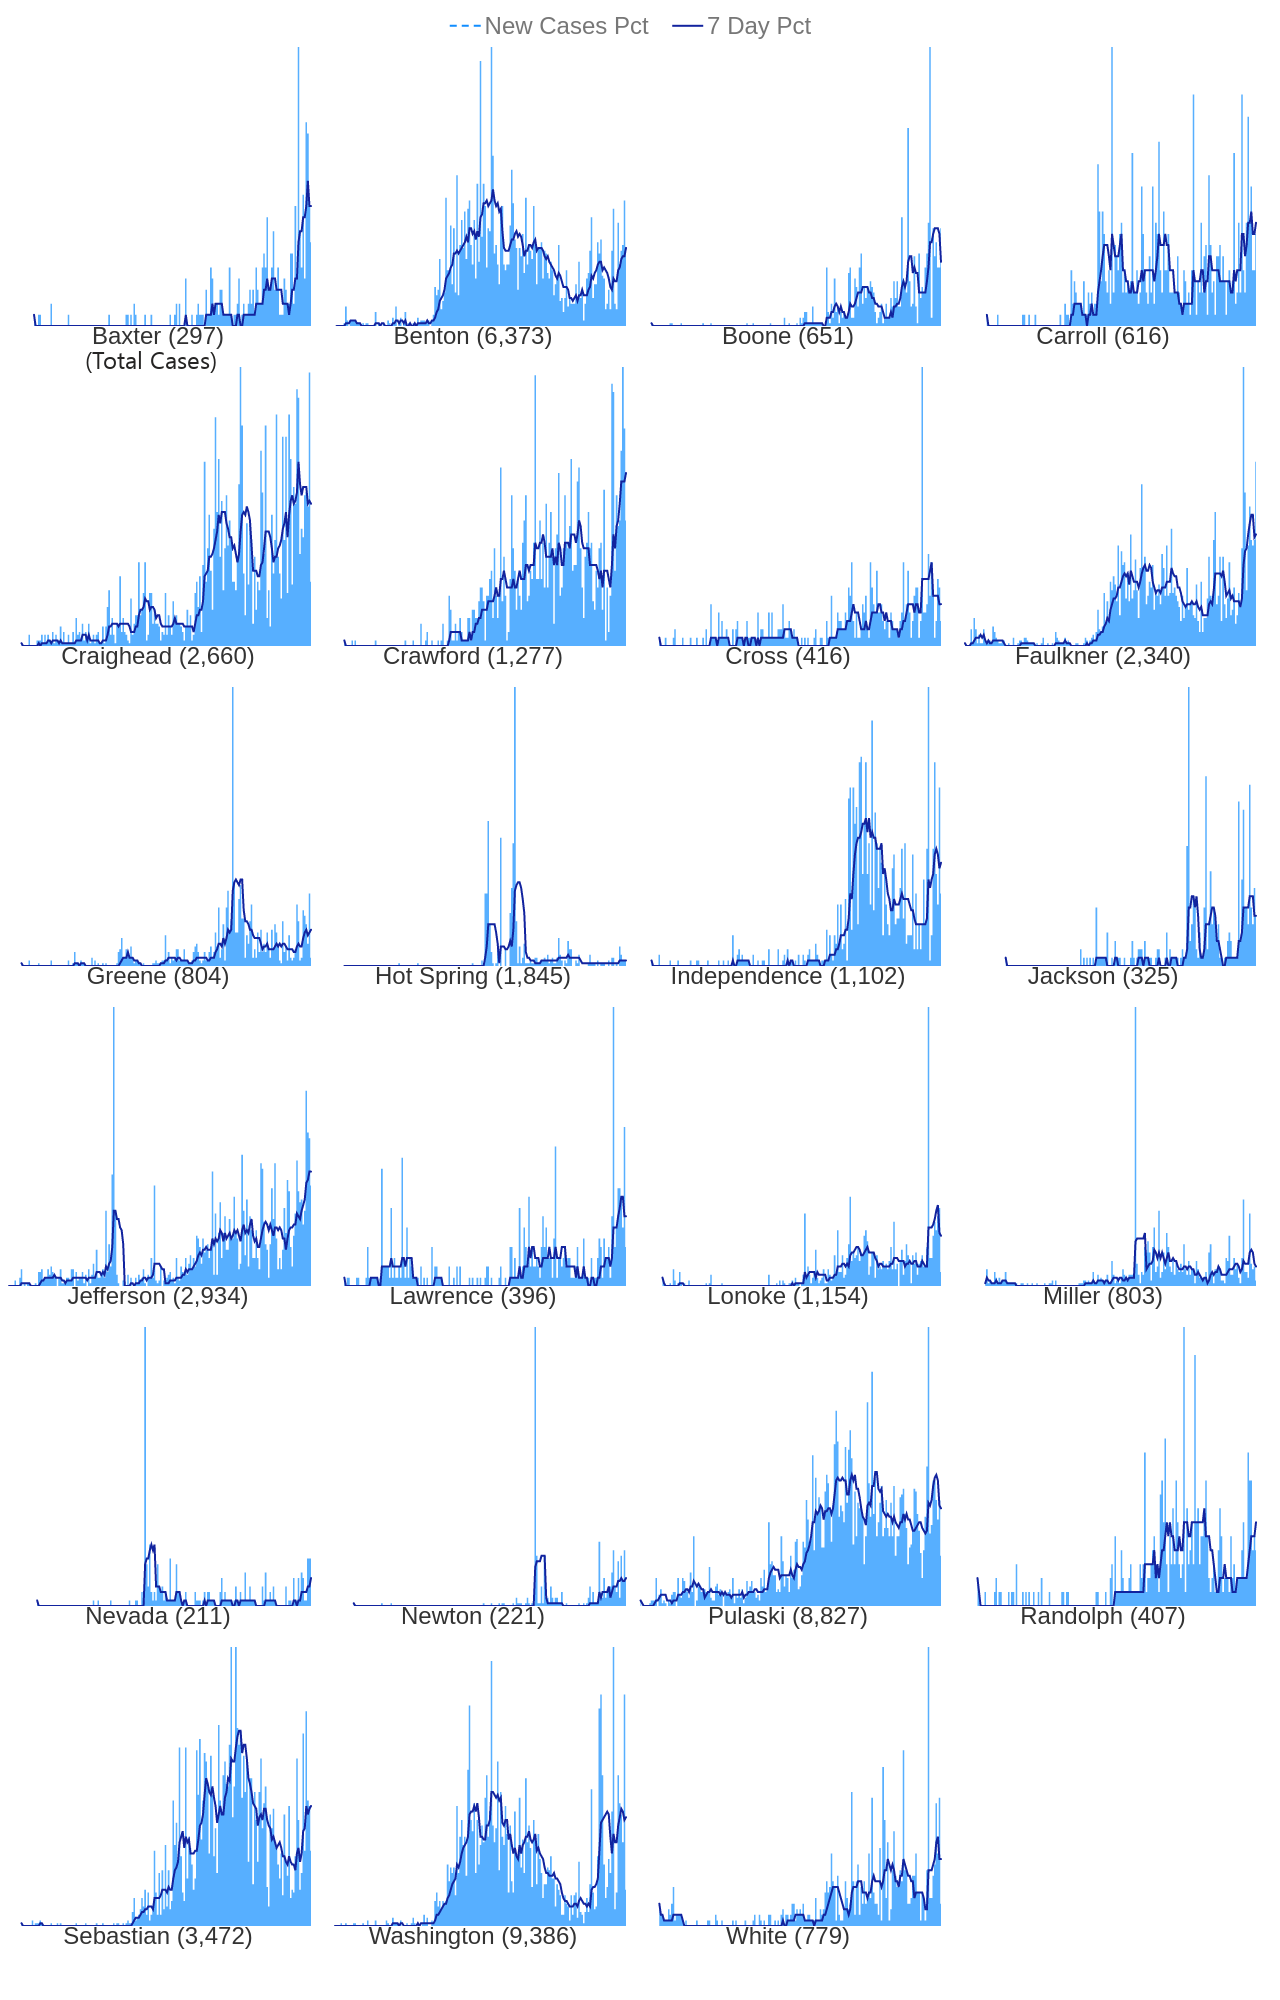 New Cases Pct 7 Day Pct
Baxter (297) Benton (6,373) Boone (651) Carroll (616)
(Total Cases)
Craighead (2,660) Crawford (1,277) Cross (416) Faulkner (2,340)
Greene (804) Hot Spring (1,845) Independence (1,102) Jackson (325)
Jefferson (2,934) Lawrence (396) Lonoke (1,154) Miller (803)
Nevada (211) Newton (221) Pulaski (8,827) Randolph (407)
Sebastian (3,472) Washington (9,386) White (779)